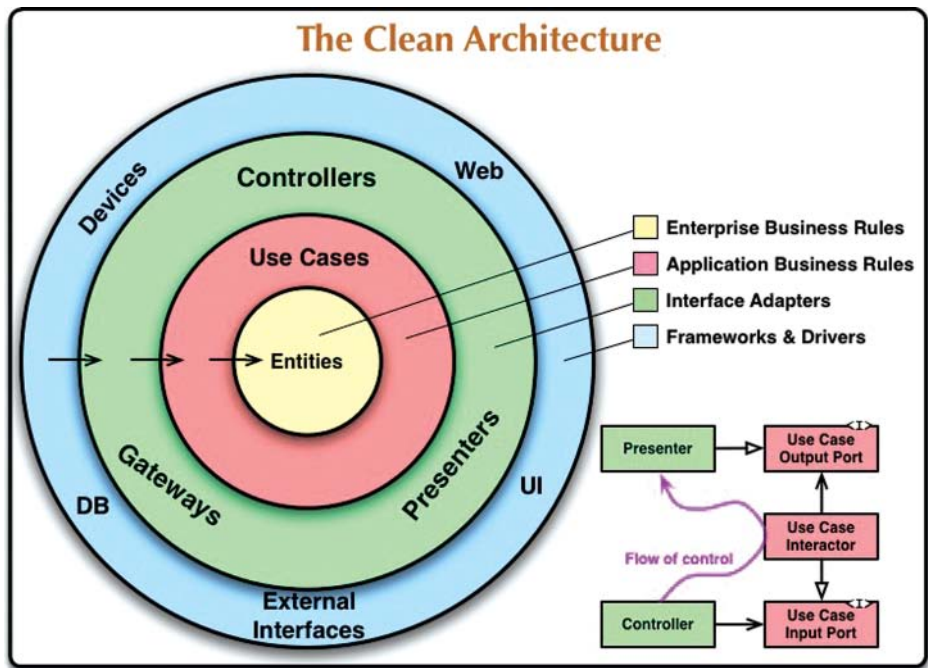 The Clean Architecture
Devices
Web
Controllers
Use Cases
Entities
Gateways
Presenters
DB
UI
External
Interfaces
Enterprise Business Rules
Application Business Rules
Interface Adapters
Frameworks & Drivers
Presenter
<I>
Use Case
Output Port
Use Case
Interactor
Flow of control
Controller
<I>
Use Case
Input Port